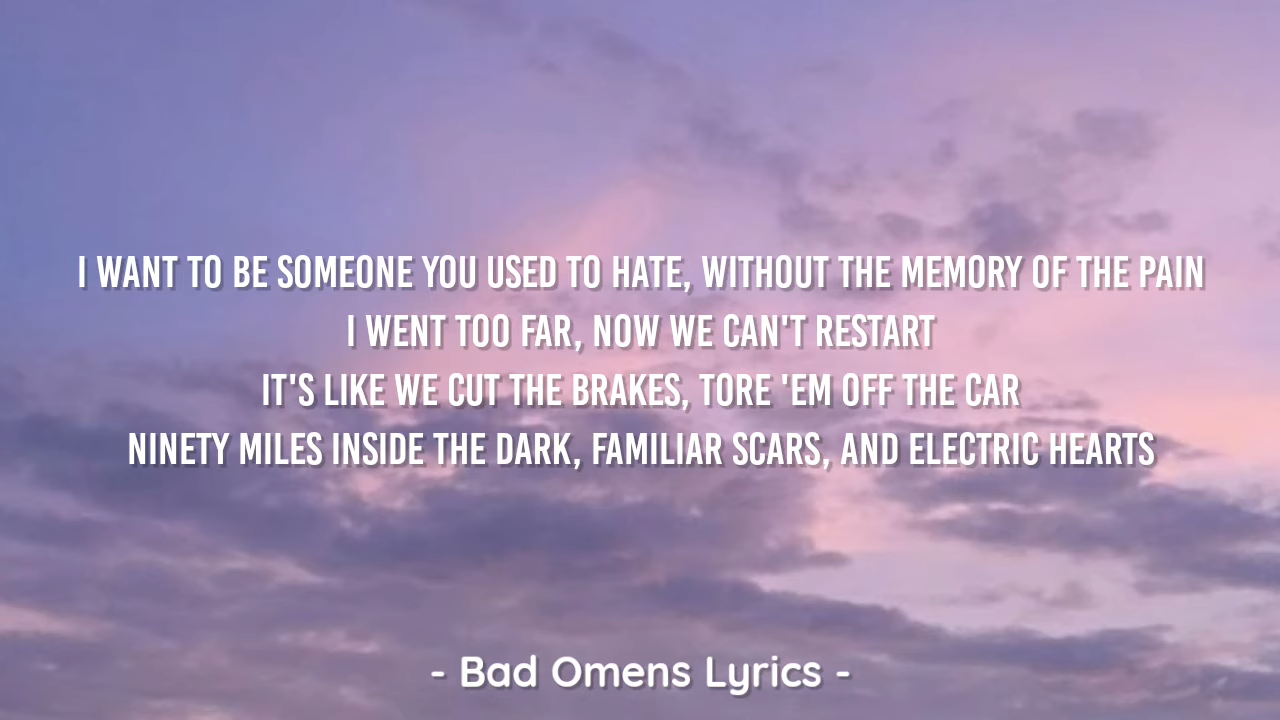 I WANT TO BE SOMEONE YOU USED TO HATE, WITHOUT THE MEMORY OF THE PAIN
I WENT TOO FAR, NOW WE CAN'T RESTART
IT'S LIKE WE CUT THE BRAKES, TORE 'EM OFF THE CAR
NINETY MILES INSIDE THE DARK, FAMILIAR SCARS, AND ELECTRIC HEARTS
- Bad Omens Lyrics -